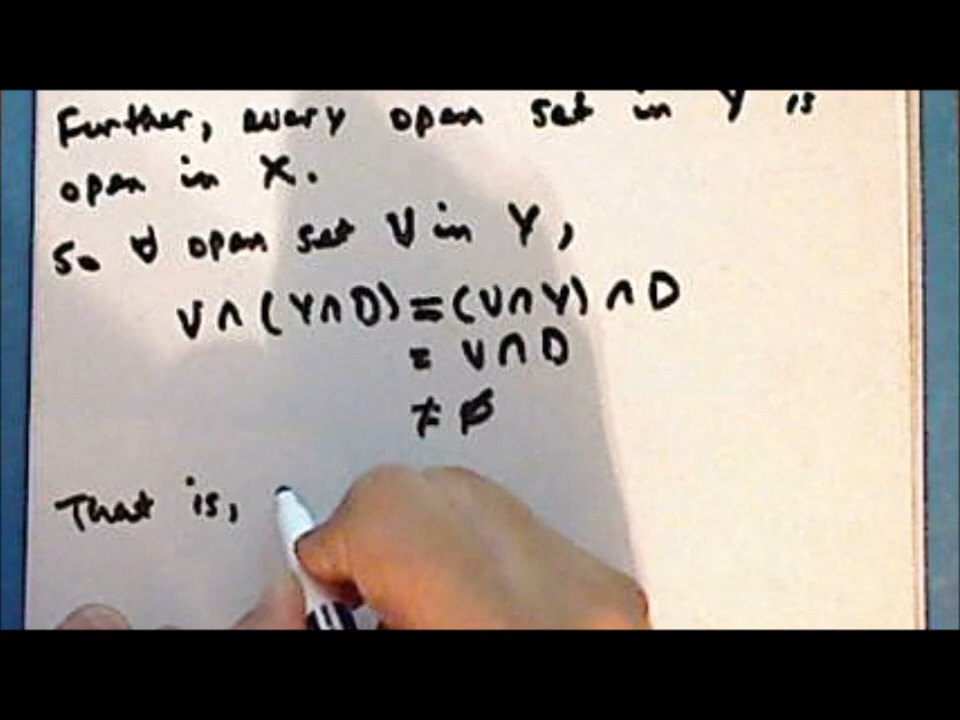 Further, every open set in Y is
open in X.
So ∀ open set V in Y,
V ∩ (Y ∩ D) = (V ∩ Y) ∩ D
= V ∩ D
≠ ∅
That is,